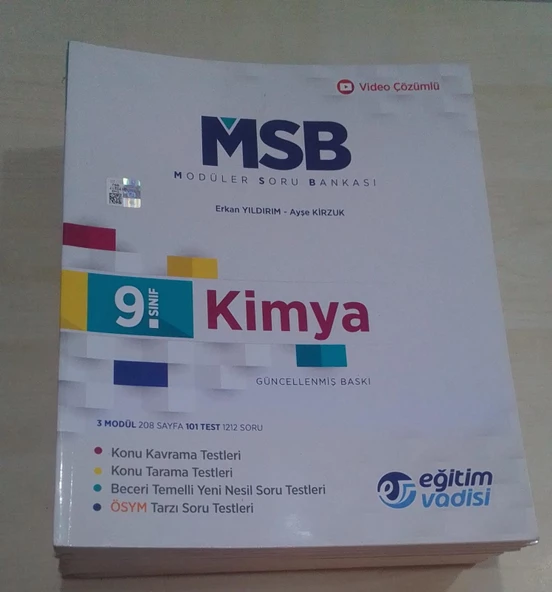 Video Çözümlü
MSB
MODÜLER SORU BANKASI
Erkan YILDIRIM - Ayşe KİRZUK
9. SINIF
Kimya
GÜNCELLENMİŞ BASKI
3 MODÜL 208 SAYFA 101 TEST 1212 SORU
Konu Kavrama Testleri
Konu Tarama Testleri
Beceri Temelli Yeni Nesil Soru Testleri
ÖSYM Tarzı Soru Testleri
eğitim
vadisi